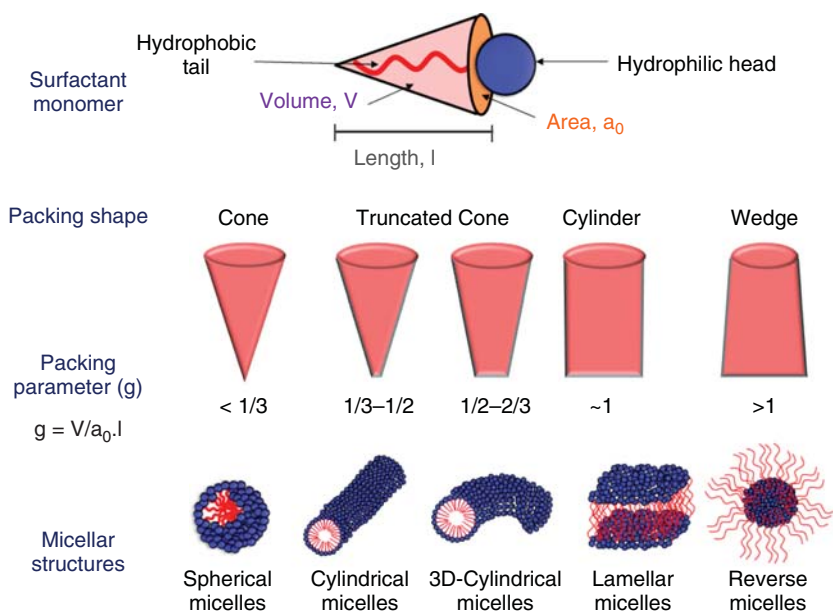 Hydrophobic
tail
Surfactant
monomer
Hydrophilic head
Volume, V
Area, a₀
Length, l
Packing shape
Cone
Truncated Cone
Cylinder
Wedge
Packing
parameter (g)
g = V/a₀.l
< 1/3
1/3–1/2
1/2–2/3
~1
>1
Micellar
structures
Spherical
micelles
Cylindrical
micelles
3D-Cylindrical
micelles
Lamellar
micelles
Reverse
micelles